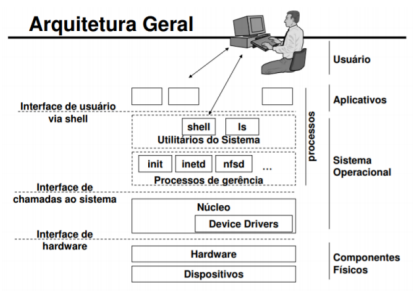 Arquitetura Geral
Usuário
Aplicativos
Interface de usuário
via shell
shell
ls
Utilitários do Sistema
processos
Sistema
Operacional
init
inetd
nfsd
...
Processos de gerência
Interface de
chamadas ao sistema
Núcleo
Device Drivers
Interface de
hardware
Hardware
Componentes
Físicos
Dispositivos